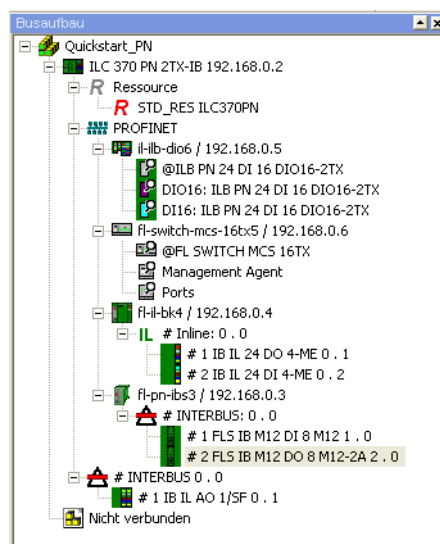 Busaufbau
Quickstart_PN
ILC 370 PN 2TX-IB 192.168.0.2
R Ressource
R STD_RES ILC370PN
PROFINET
il-ilb-dio6 / 192.168.0.5
@ILB PN 24 DI 16 DIO16-2TX
DIO16: ILB PN 24 DI 16 DIO16-2TX
DI16: ILB PN 24 DI 16 DIO16-2TX
fl-switch-mcs-16tx5 / 192.168.0.6
@FL SWITCH MCS 16TX
Management Agent
Ports
fl-il-bk4 / 192.168.0.4
IL # Inline: 0 . 0
# 1 IB IL 24 DO 4-ME 0 . 1
# 2 IB IL 24 DI 4-ME 0 . 2
fl-pn-ibs3 / 192.168.0.3
# INTERBUS: 0 . 0
# 1 FLS IB M12 DI 8 M12 1 . 0
# 2 FLS IB M12 DO 8 M12-2A 2 . 0
# INTERBUS 0 . 0
# 1 IB IL AO 1/SF 0 . 1
Nicht verbunden